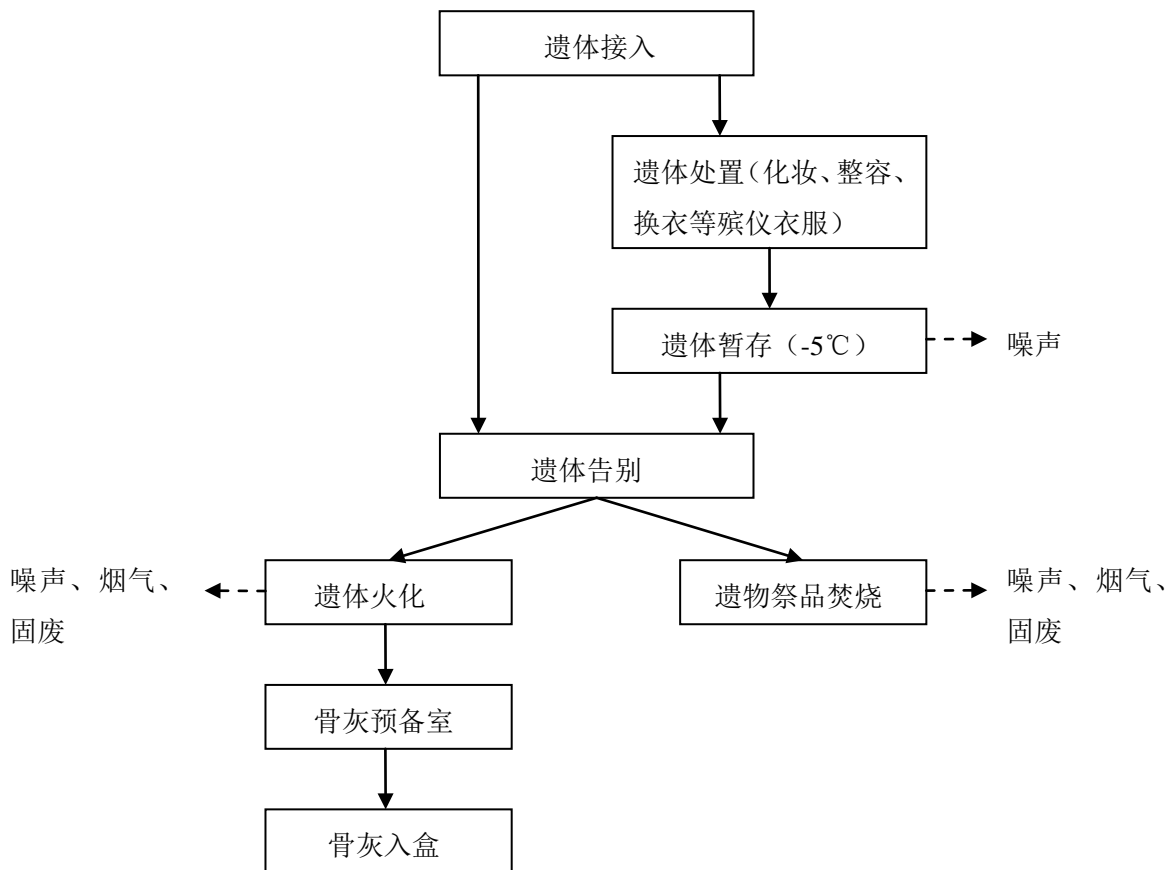 遗体接入
遗体处置（化妆、整容、
换衣等殡仪衣服）
遗体暂存（-5℃）
噪声
遗体告别
噪声、烟气、
固废
遗体火化
遗物祭品焚烧
噪声、烟气、
固废
骨灰预备室
骨灰入盒